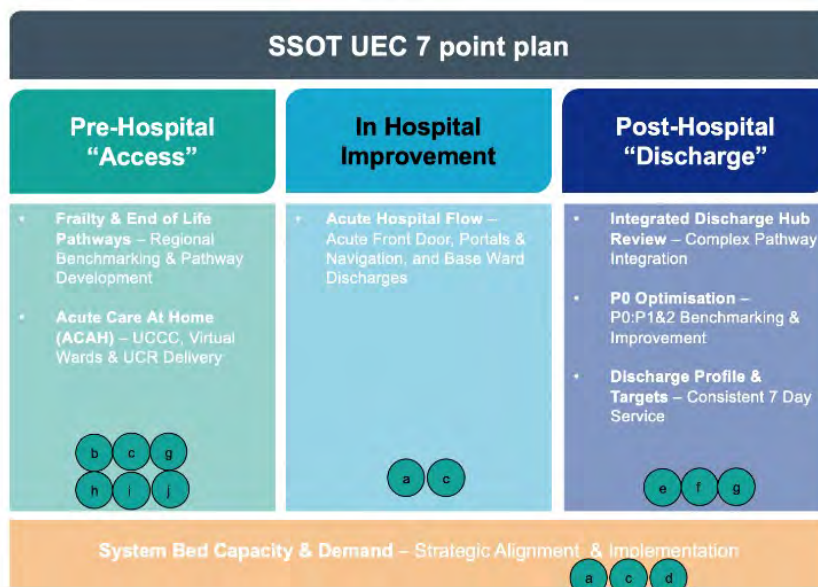 SSOT UEC 7 point plan
Pre-Hospital
“Access”
• Frailty & End of Life
Pathways – Regional
Benchmarking & Pathway
Development
• Acute Care At Home
(ACAH) – UCCC, Virtual
Wards & UCR Delivery
b c g
h i j
In Hospital
Improvement
• Acute Hospital Flow –
Acute Front Door, Portals &
Navigation, and Base Ward
Discharges
a c
Post-Hospital
“Discharge”
• Integrated Discharge Hub
Review – Complex Pathway
Integration
• P0 Optimisation –
P0:P1&2 Benchmarking &
Improvement
• Discharge Profile &
Targets – Consistent 7 Day
Service
e f g
System Bed Capacity & Demand – Strategic Alignment & Implementation
a c d